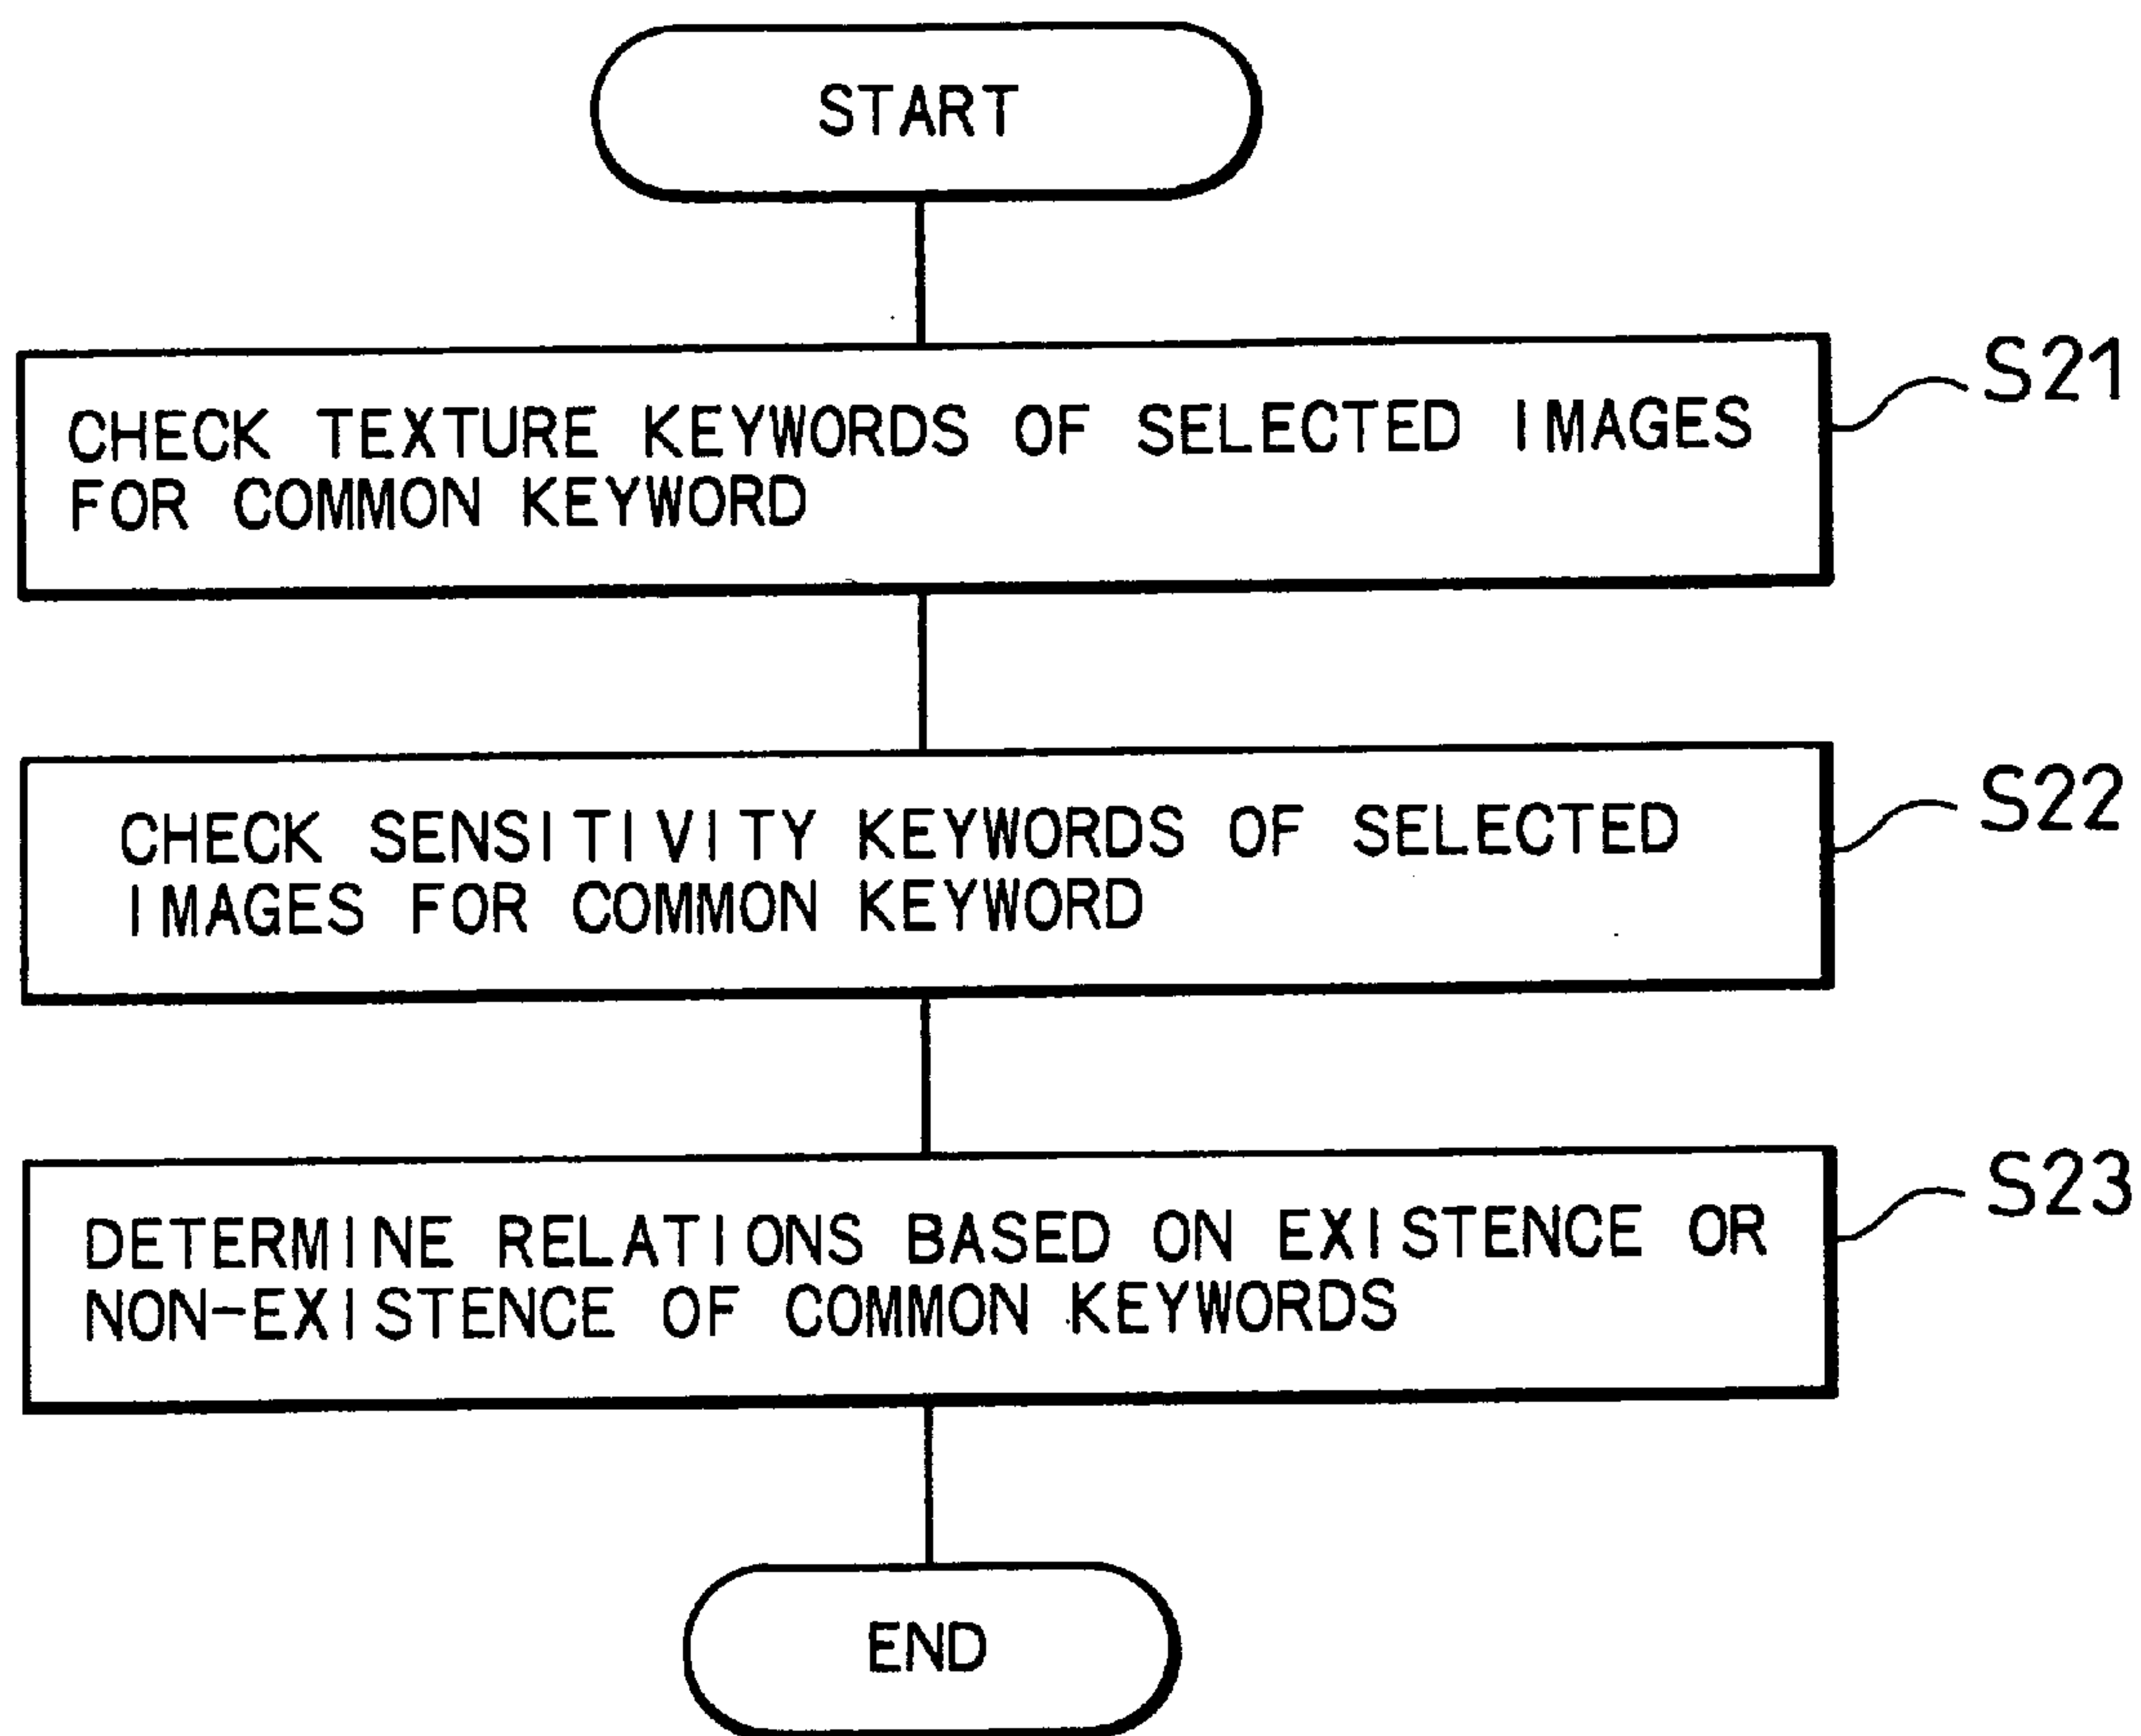 START
S21
CHECK TEXTURE KEYWORDS OF SELECTED IMAGES
FOR COMMON KEYWORD
S22
CHECK SENSITIVITY KEYWORDS OF SELECTED
IMAGES FOR COMMON KEYWORD
S23
DETERMINE RELATIONS BASED ON EXISTENCE OR
NON-EXISTENCE OF COMMON KEYWORDS
END